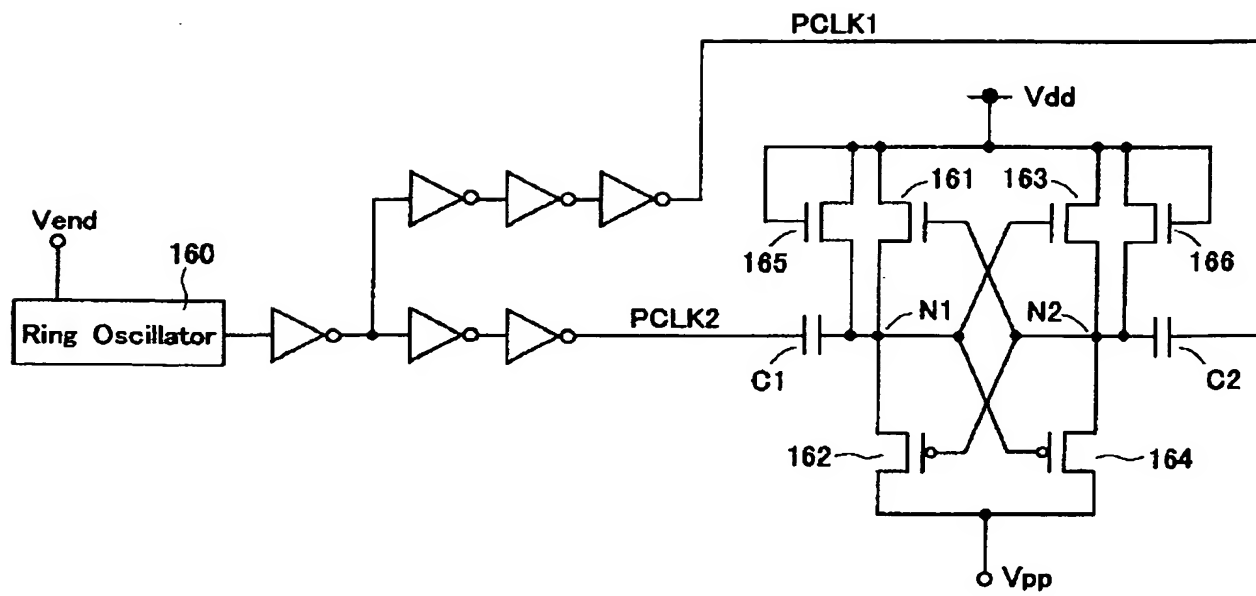 PCLK1
Vdd
161
163
Vend
160
165
166
Ring Oscillator
PCLK2
N1
N2
C1
C2
162
164
Vpp